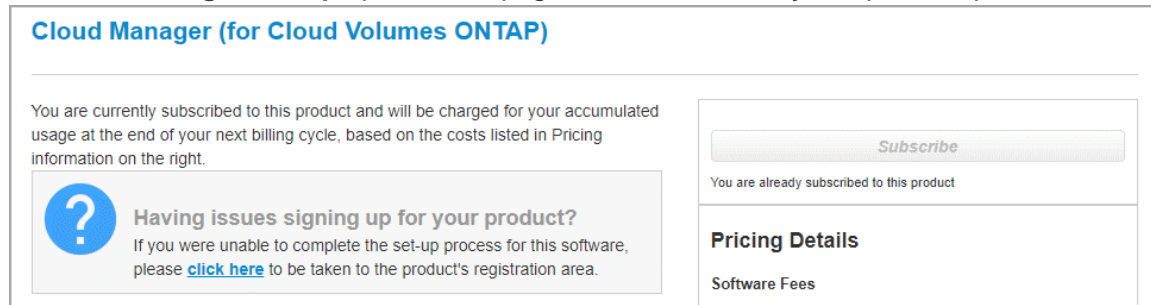 Cloud Manager (for Cloud Volumes ONTAP)
You are currently subscribed to this product and will be charged for your accumulated
usage at the end of your next billing cycle, based on the costs listed in Pricing
information on the right.
Having issues signing up for your product?
If you were unable to complete the set-up process for this software,
please click here to be taken to the product's registration area.
Subscribe
You are already subscribed to this product
Pricing Details
Software Fees